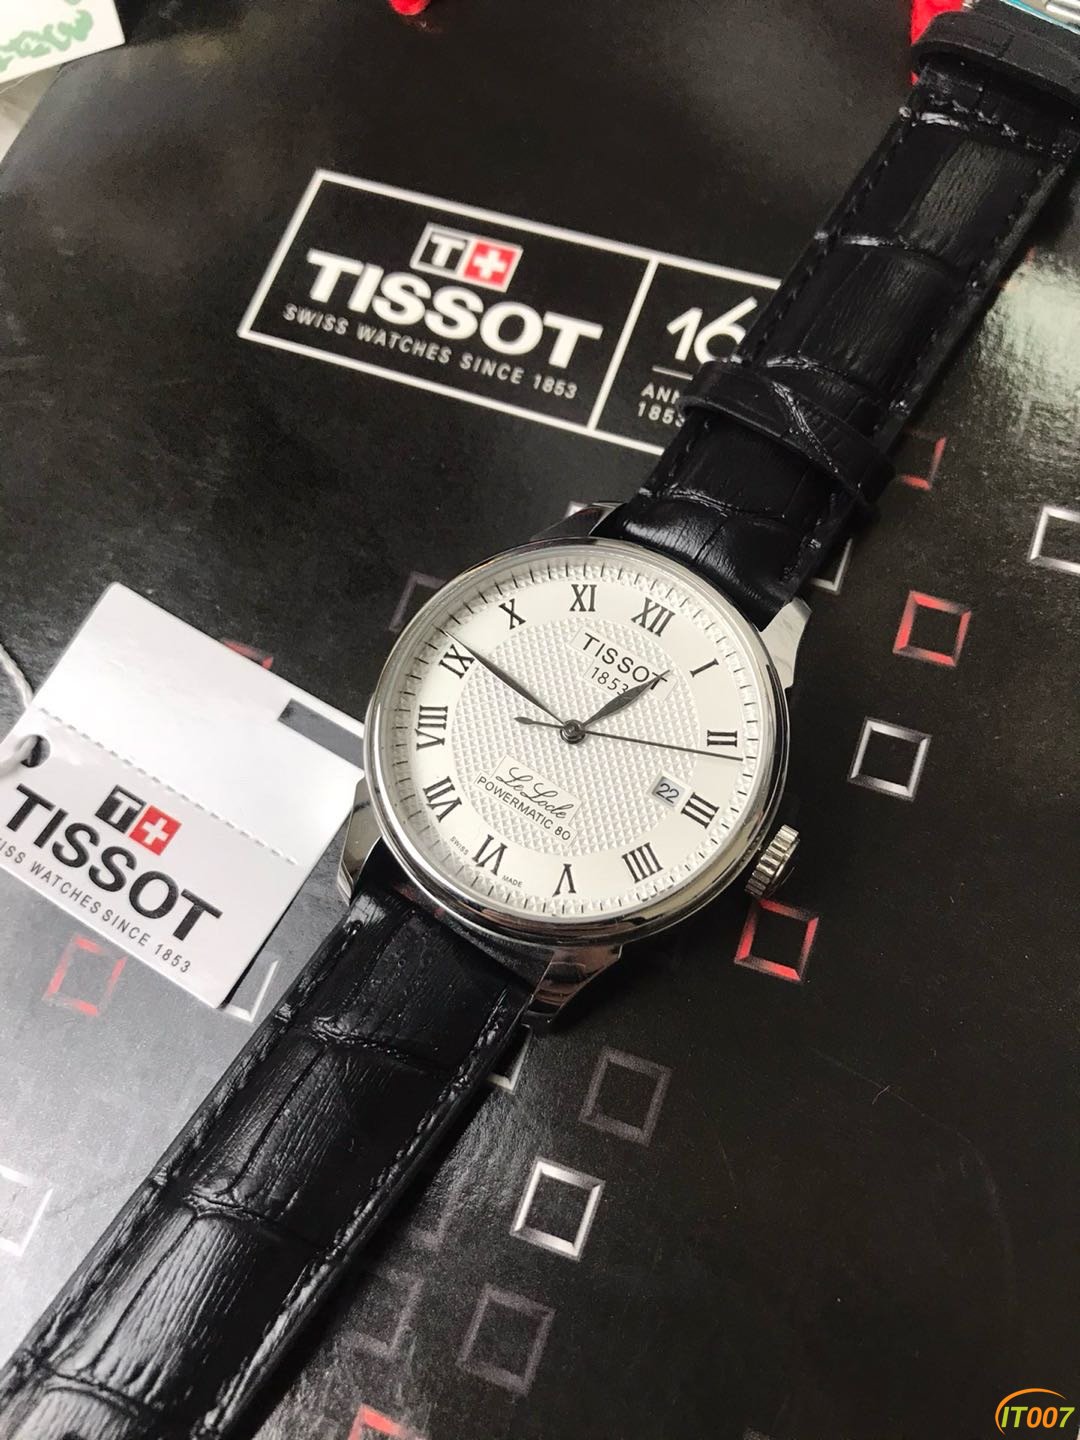 T+
TISSOT
SWISS WATCHES SINCE 1853
16
ANN
1853
XII
I
II
III
IIII
V
VI
VII
VIII
IX
X
XI
TISSOT
1853
22
Le Locle
POWERMATIC 80
SWISS
MADE
T+
TISSOT
ISS WATCHES SINCE 1853
IT007